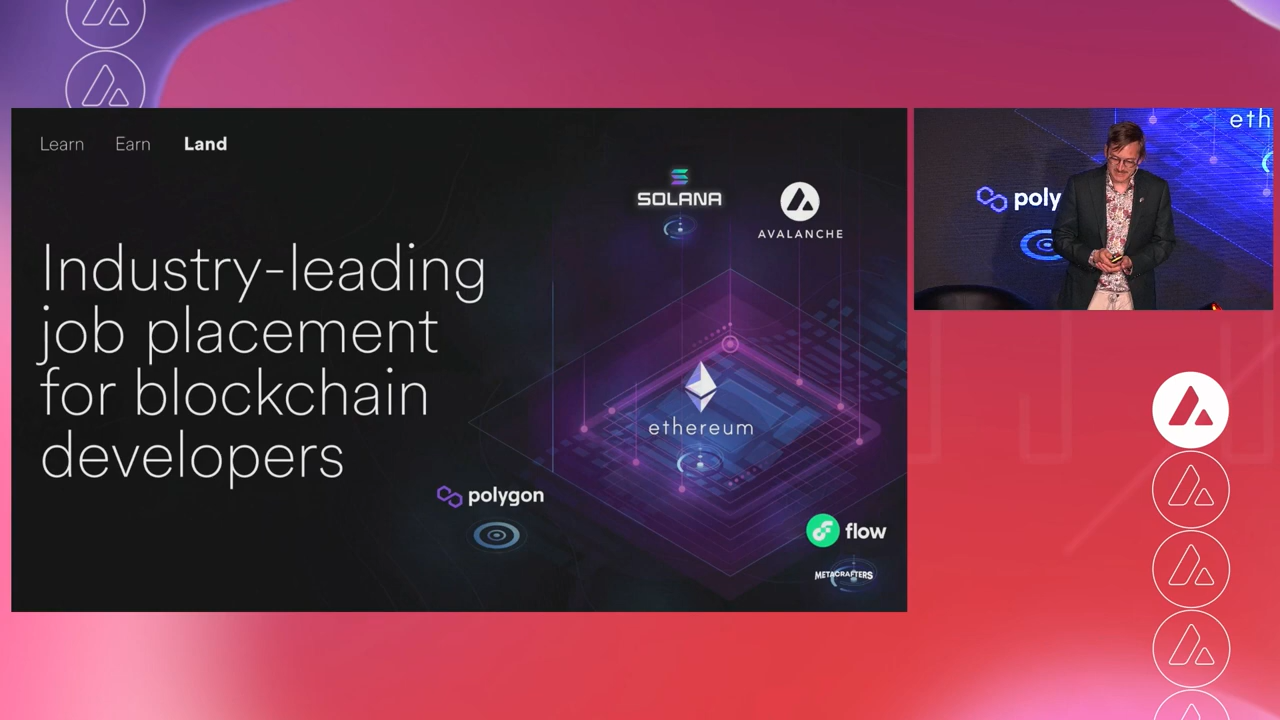 Learn Earn Land
Industry-leading
job placement
for blockchain
developers
SOLANA
AVALANCHE
ethereum
polygon
flow
METACRAFTERS
eth
poly